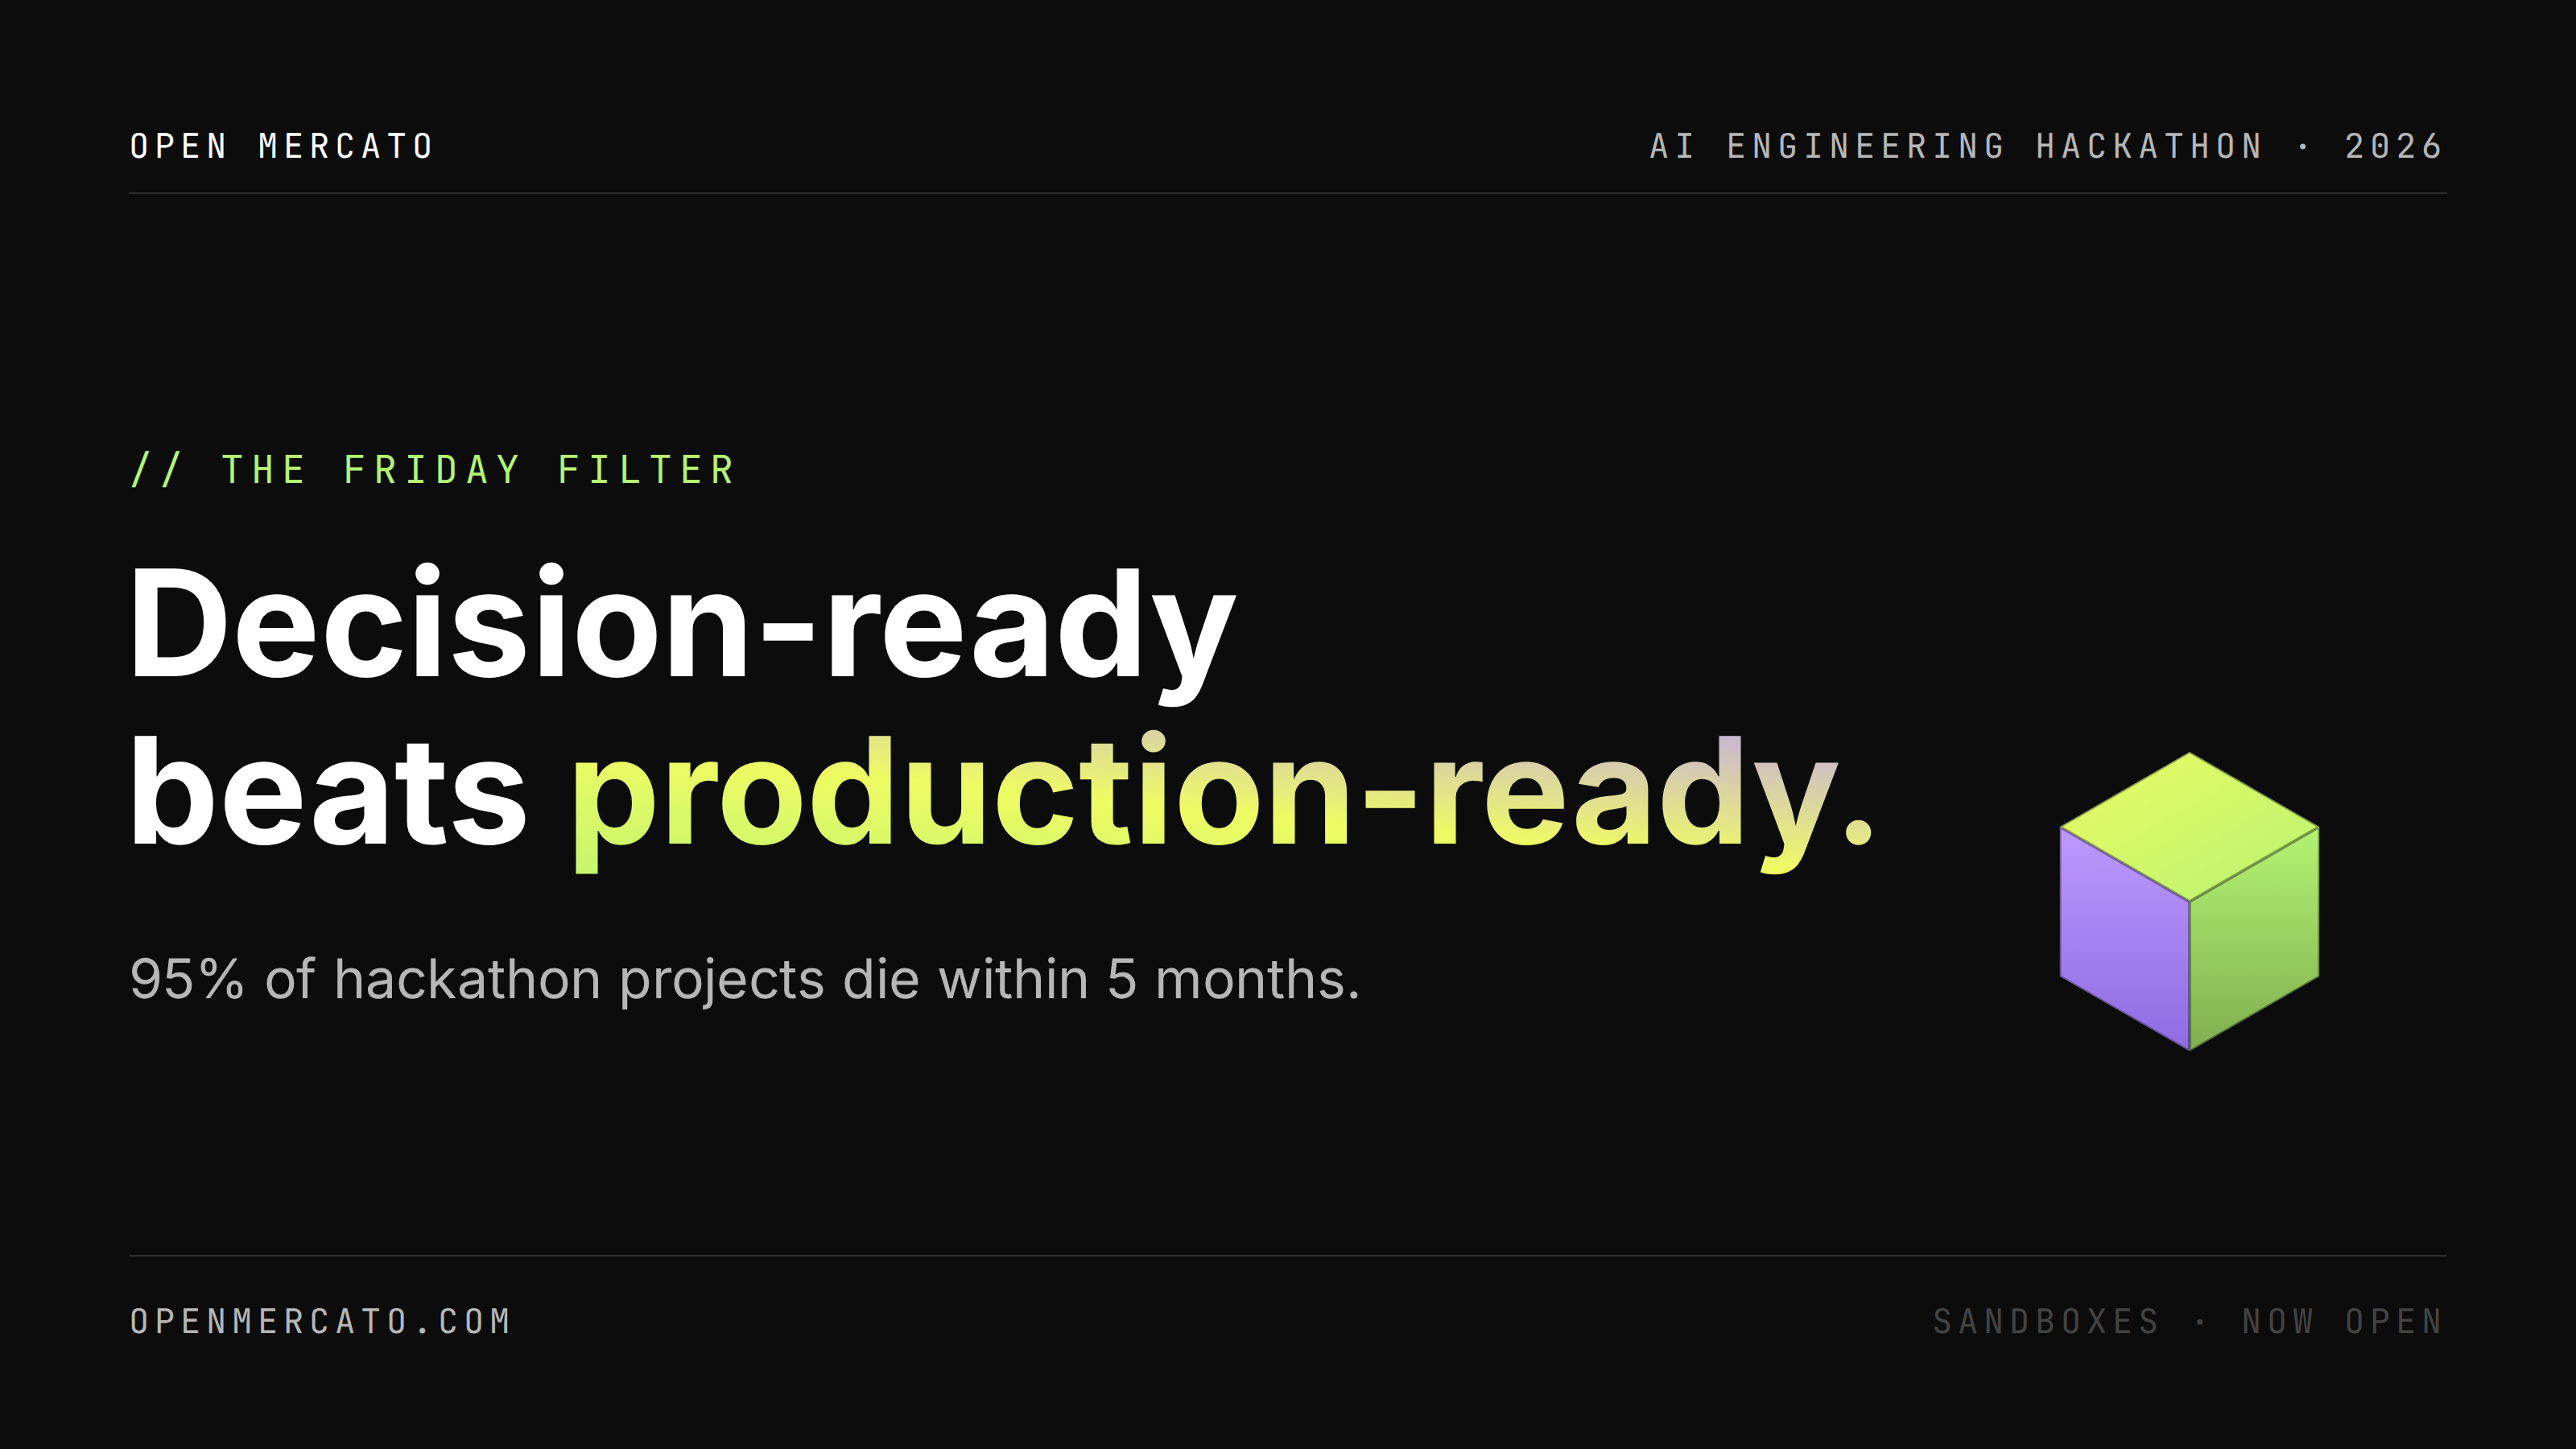 OPEN MERCATO
AI ENGINEERING HACKATHON · 2026
// THE FRIDAY FILTER
Decision-ready
beats production-ready.
95% of hackathon projects die within 5 months.
OPENMERCATO.COM
SANDBOXES · NOW OPEN